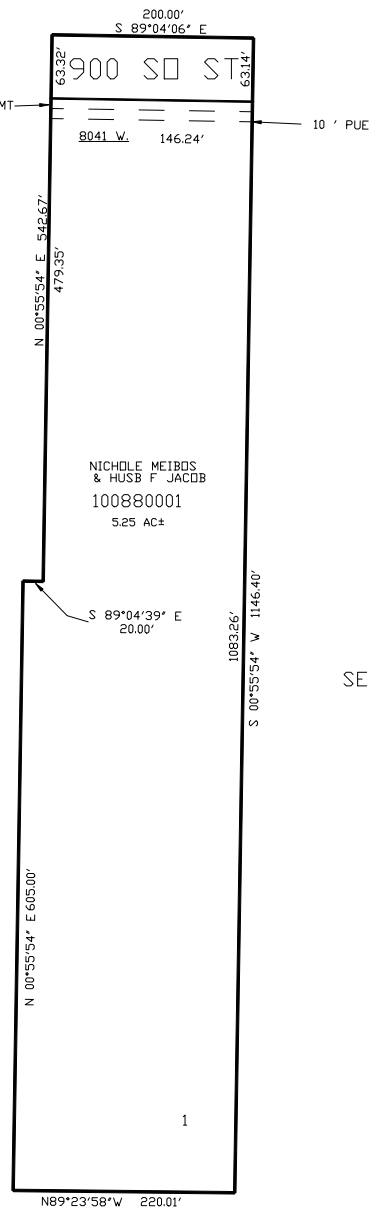 200.00'
S 89°04'06" E
63.32'
900 SO ST
63.14'
MT
10 ' PUE
8041 W. 146.24'
N 00°55'54" E 542.67'
479.35'
NICHOLE MEIBOS
& HUSB F JACOB
100880001
5.25 AC±
S 89°04'39" E
20.00'
1083.26'
S 00°55'54" W 1146.40'
SE
N 00°55'54" E 605.00'
1
N89°23'58"W 220.01'